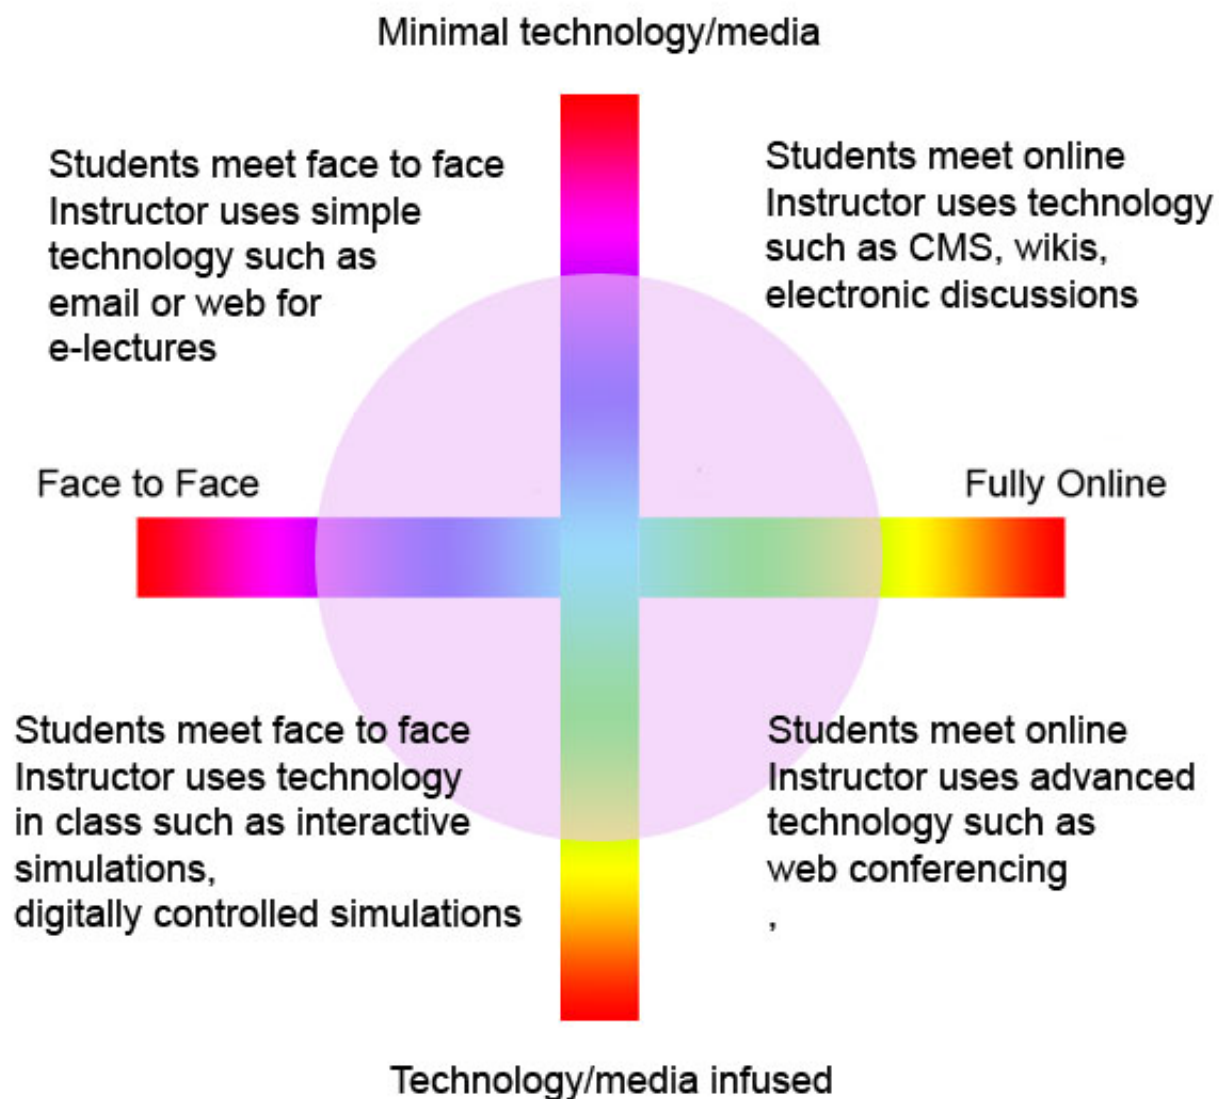 Minimal technology/media
Students meet face to face
Instructor uses simple
technology such as
email or web for
e-lectures
Students meet online
Instructor uses technology
such as CMS, wikis,
electronic discussions
Face to Face
Fully Online
Students meet face to face
Instructor uses technology
in class such as interactive
simulations,
digitally controlled simulations
Students meet online
Instructor uses advanced
technology such as
web conferencing
,
Technology/media infused